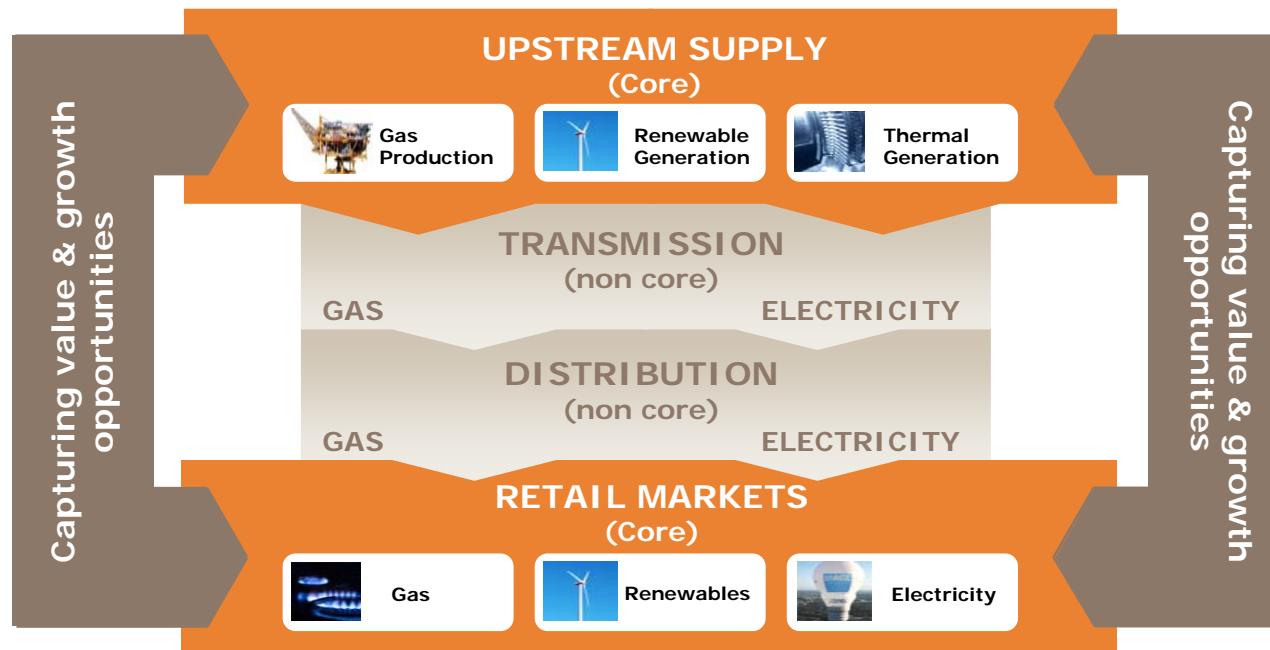 UPSTREAM SUPPLY
(Core)
Gas
Production
Renewable
Generation
Thermal
Generation
Capturing value & growth
opportunities
Capturing value & growth
opportunities
TRANSMISSION
(non core)
GAS
ELECTRICITY
DISTRIBUTION
(non core)
GAS
ELECTRICITY
RETAIL MARKETS
(Core)
Gas
Renewables
Electricity